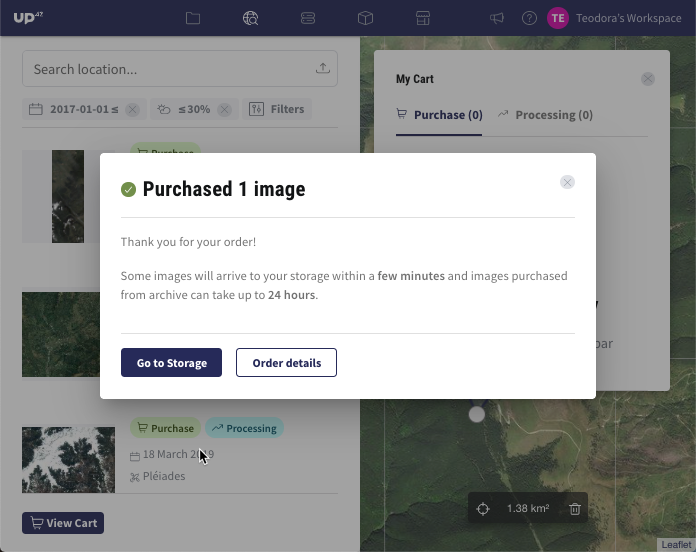 UP⁴²
TE Teodora's Workspace
Search location...
2017-01-01 ≤
≤ 30%
Filters
My Cart
Purchase (0)
Processing (0)
Purchase
Purchased 1 image
Thank you for your order!
Some images will arrive to your storage within a few minutes and images purchased
from archive can take up to 24 hours.
Go to Storage
Order details
Purchase
Processing
18 March
Pléiades
View Cart
1.38 km²
Leaflet